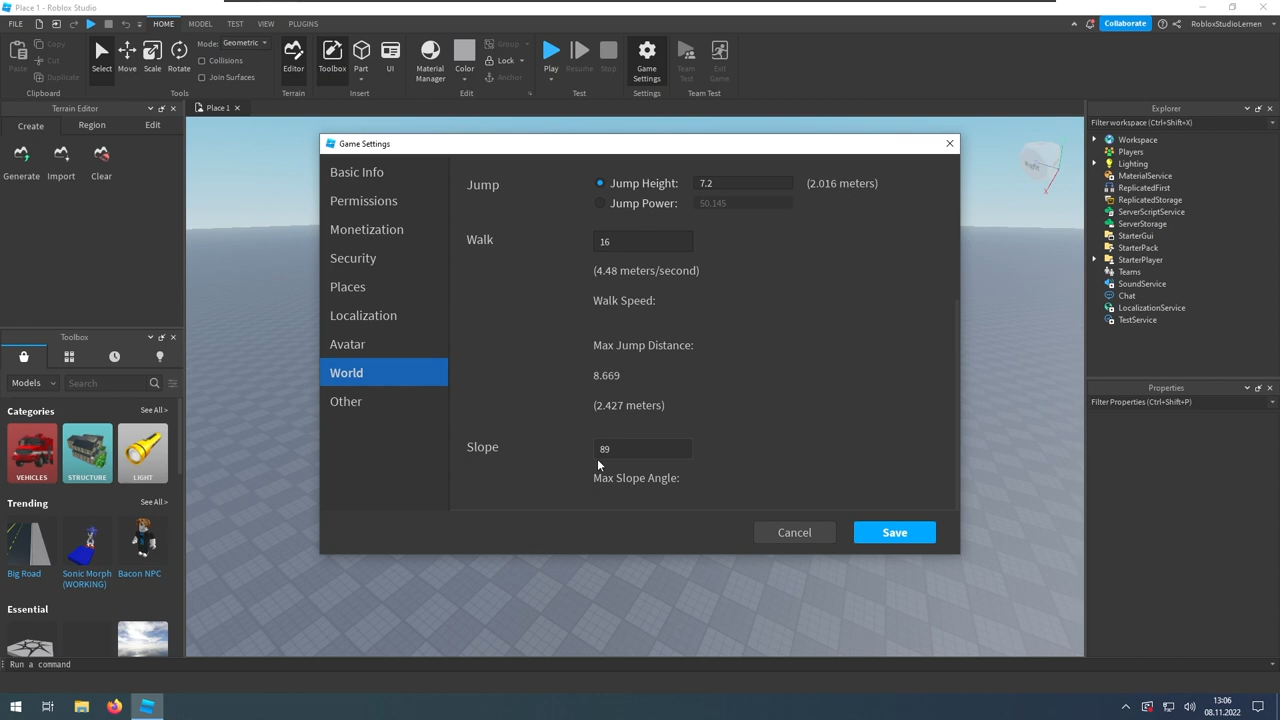 Place 1 - Roblox Studio
FILE
HOME
MODEL
TEST
VIEW
PLUGINS
Collaborate
RobloxStudioLernen
Paste
Copy
Cut
Duplicate
Clipboard
Select
Move
Scale
Rotate
Mode: Geometric
Collisions
Join Surfaces
Tools
Editor
Terrain
Toolbox
Part
UI
Insert
Material Manager
Color
Group
Lock
Anchor
Edit
Play
Resume
Stop
Test
Game Settings
Settings
Team Test
Exit Game
Team Test
Terrain Editor
Create
Region
Edit
Generate
Import
Clear
Place 1
Right
Toolbox
Models
Search
Categories
See All >
VEHICLES
STRUCTURE
LIGHT
Trending
See All >
Big Road
Sonic Morph (WORKING)
Bacon NPC
Essential
Run a command
Game Settings
Basic Info
Permissions
Monetization
Security
Places
Localization
Avatar
World
Other
Jump
Jump Height:
7.2
(2.016 meters)
Jump Power:
50.145
Walk
16
(4.48 meters/second)
Walk Speed:
Max Jump Distance:
8.669
(2.427 meters)
Slope
89
Max Slope Angle:
Cancel
Save
Explorer
Filter workspace (Ctrl+Shift+X)
Workspace
Players
Lighting
MaterialService
ReplicatedFirst
ReplicatedStorage
ServerScriptService
ServerStorage
StarterGui
StarterPack
StarterPlayer
Teams
SoundService
Chat
LocalizationService
TestService
Properties
Filter Properties (Ctrl+Shift+P)
13:06
08.11.2022